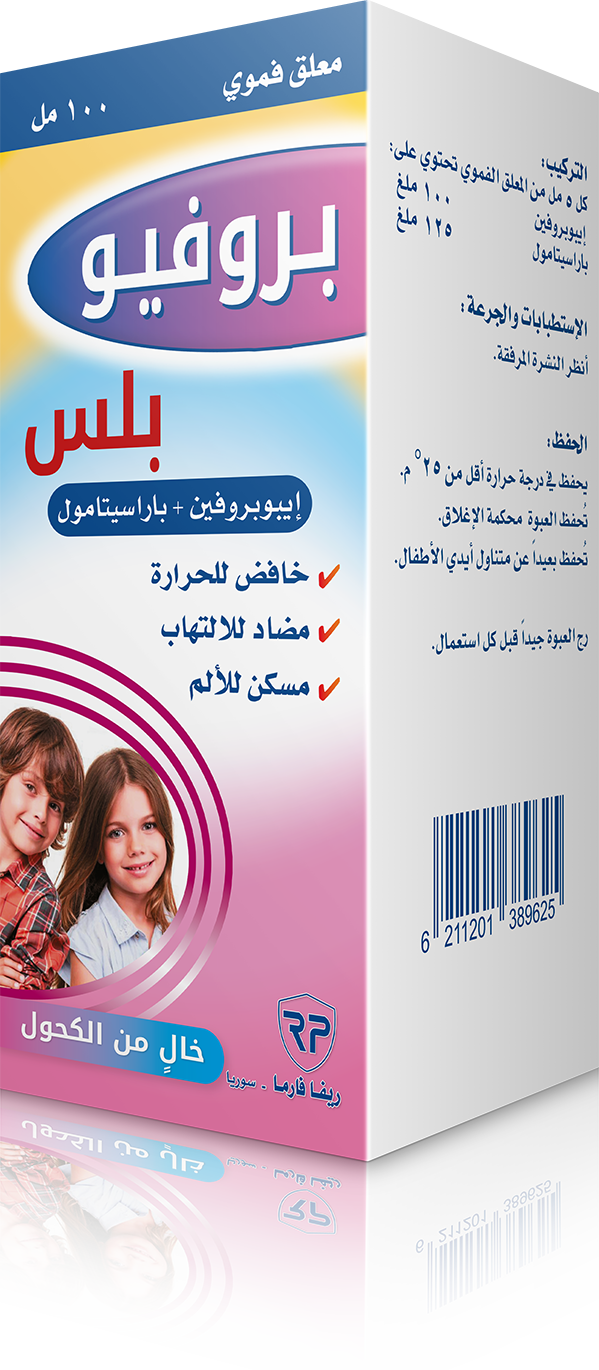 معلق فموي
١٠٠ مل
بروفيو
بلس
إيبوبروفين + باراسيتامول
خافض للحرارة
مضاد للالتهاب
مسكن للألم
خالٍ من الكحول
RP
ريفا فارما - سوريا
التركيب:
كل ٥ مل من المعلق الفموي تحتوي على:
إيبوبروفين ١٠٠ ملغ
باراسيتامول ١٢٥ ملغ
الإستطبابات والجرعة:
أنظر النشرة المرفقة.
الحفظ:
يحفظ في درجة حرارة أقل من ٢٥° م.
تُحفظ العبوة محكمة الإغلاق.
تُحفظ بعيداً عن متناول أيدي الأطفال.
رج العبوة جيداً قبل كل استعمال.
6 211201 389625